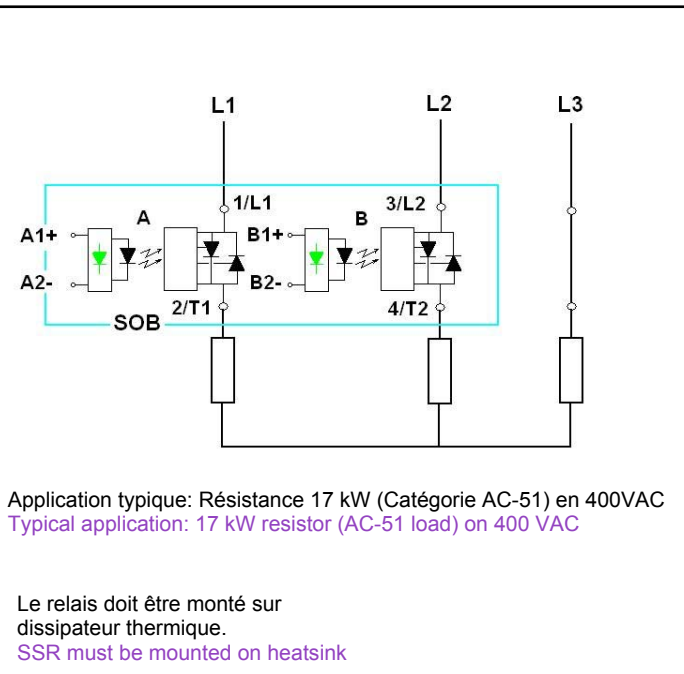 L1
L2
L3
1/L1
3/L2
A
B
A1+
B1+
A2-
B2-
2/T1
4/T2
SOB
Application typique: Résistance 17 kW (Catégorie AC-51) en 400VAC
Typical application: 17 kW resistor (AC-51 load) on 400 VAC
Le relais doit être monté sur
dissipateur thermique.
SSR must be mounted on heatsink